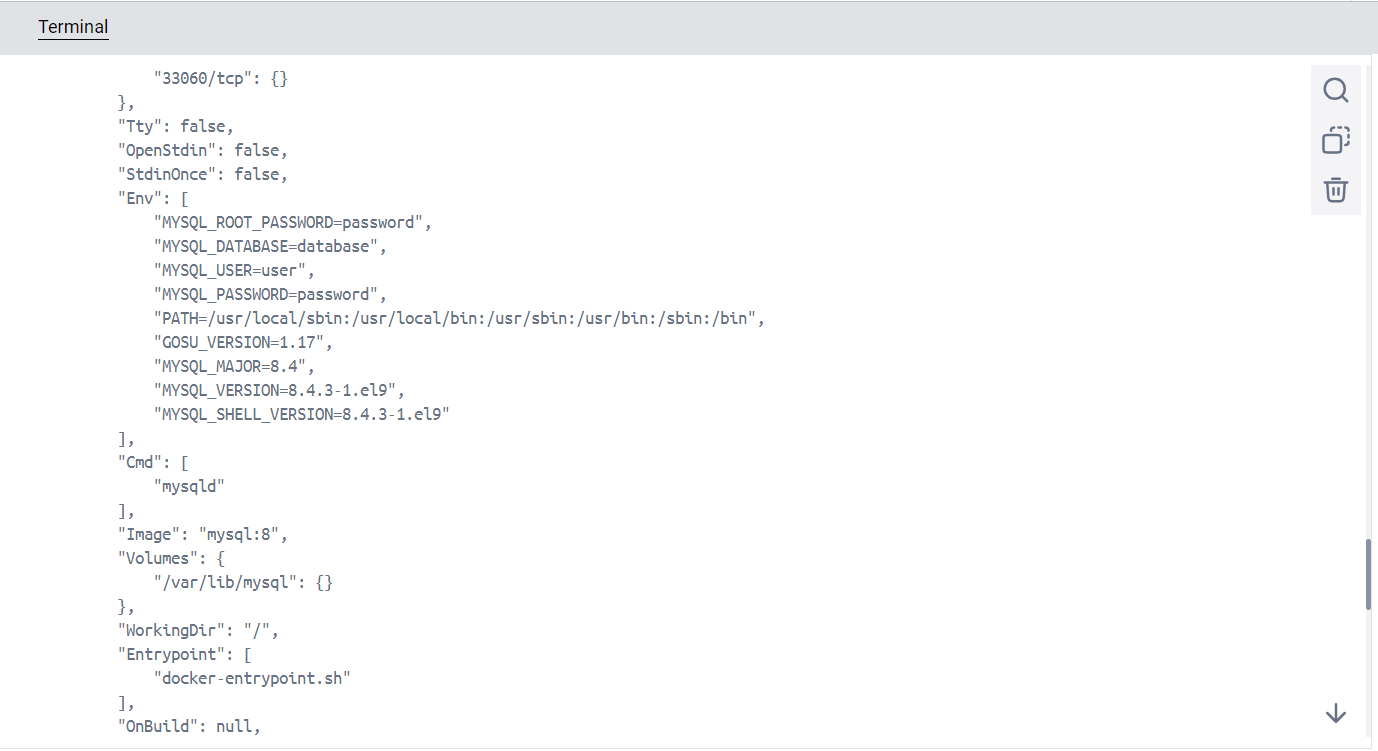 Terminal
"33060/tcp": {}
},
"Tty": false,
"OpenStdin": false,
"StdinOnce": false,
"Env": [
"MYSQL_ROOT_PASSWORD=password",
"MYSQL_DATABASE=database",
"MYSQL_USER=user",
"MYSQL_PASSWORD=password",
"PATH=/usr/local/sbin:/usr/local/bin:/usr/sbin:/usr/bin:/sbin:/bin",
"GOSU_VERSION=1.17",
"MYSQL_MAJOR=8.4",
"MYSQL_VERSION=8.4.3-1.el9",
"MYSQL_SHELL_VERSION=8.4.3-1.el9"
],
"Cmd": [
"mysqld"
],
"Image": "mysql:8",
"Volumes": {
"/var/lib/mysql": {}
},
"WorkingDir": "/",
"Entrypoint": [
"docker-entrypoint.sh"
],
"OnBuild": null,